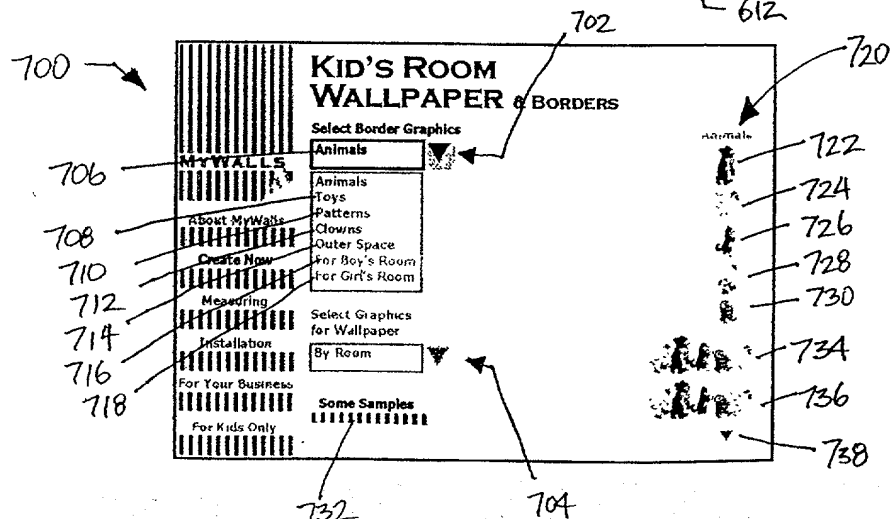 612
702
700
720
KID'S ROOM
WALLPAPER & BORDERS
Select Border Graphics
Animals
Animals
706
MYWALLS
722
724
Animals
Toys
Patterns
Clowns
Outer Space
For Boy's Room
For Girl's Room
708
710
712
714
716
718
About MyWalls
Create Now
Measuring
Installation
For Your Business
For Kids Only
726
728
730
Select Graphics
for Wallpaper
By Room
734
736
738
Some Samples
732
704